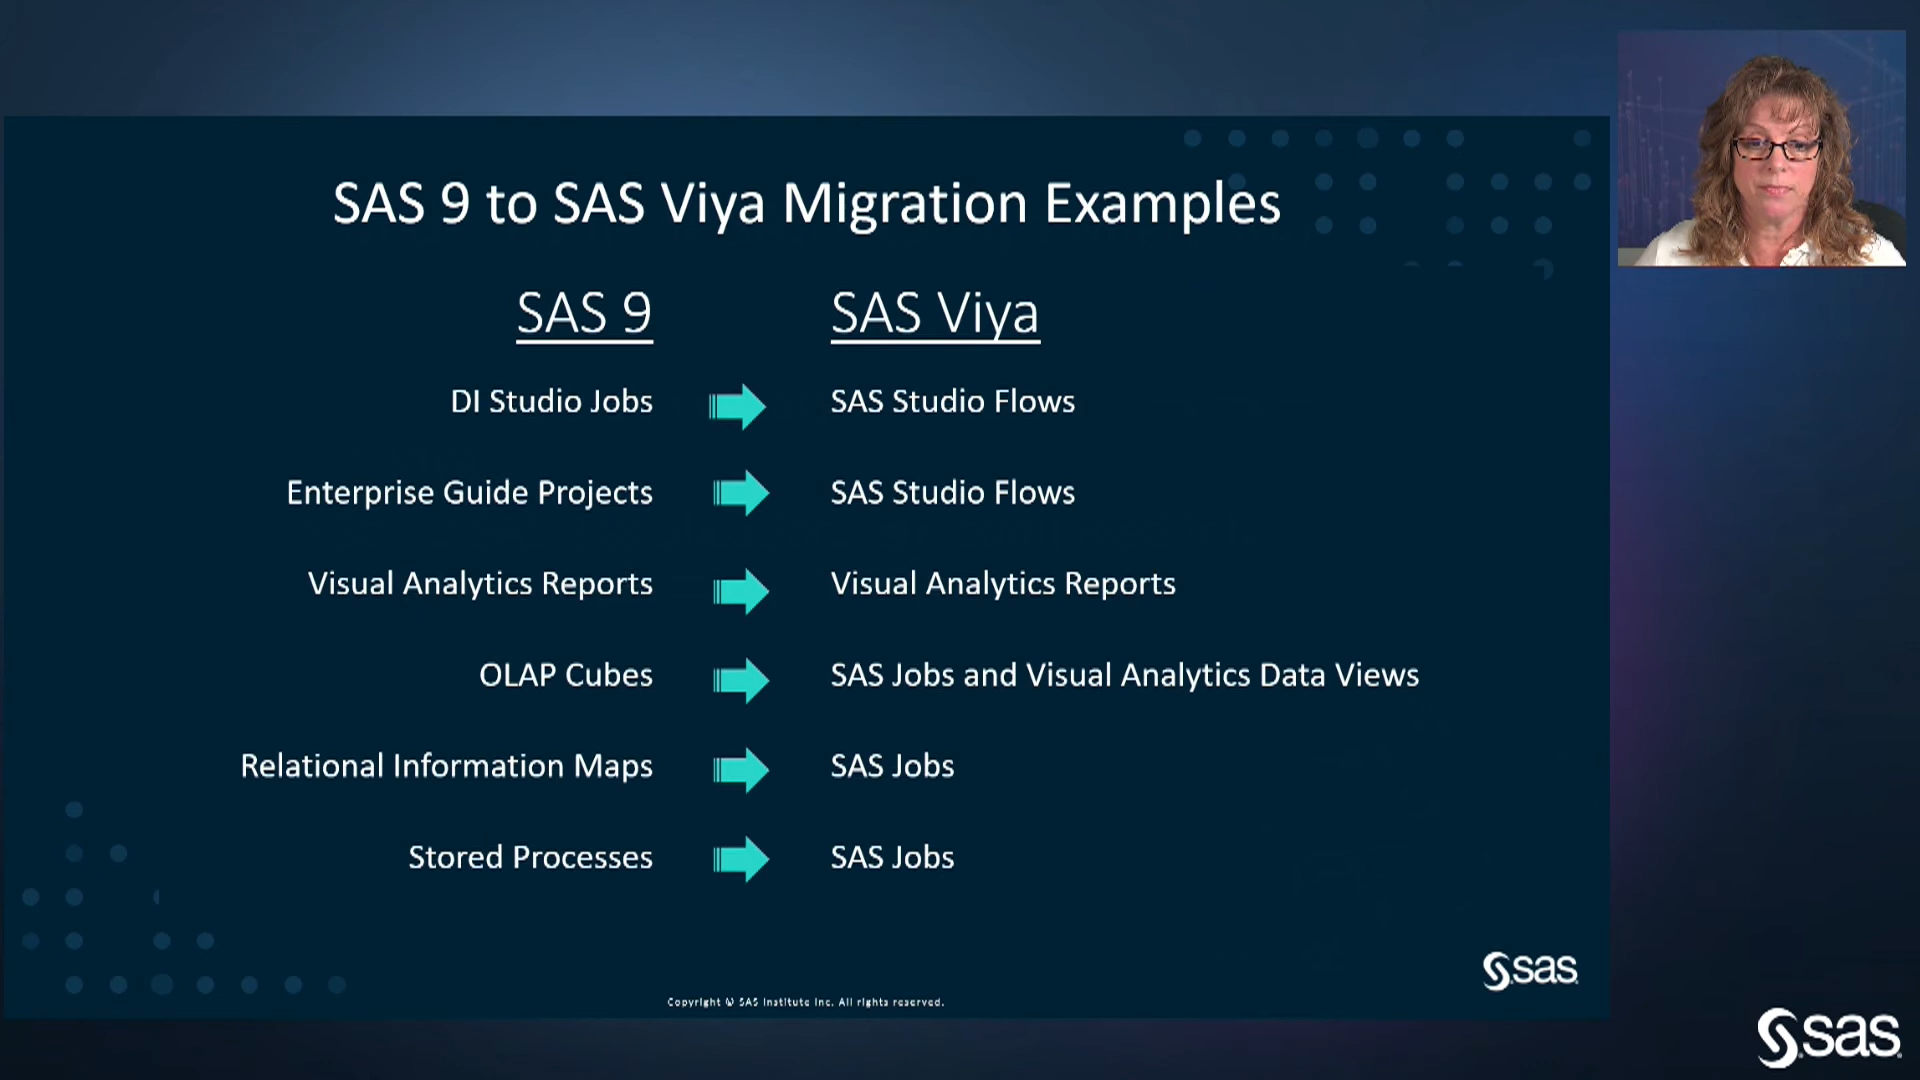 SAS 9 to SAS Viya Migration Examples
SAS 9
SAS Viya
DI Studio Jobs
SAS Studio Flows
Enterprise Guide Projects
SAS Studio Flows
Visual Analytics Reports
Visual Analytics Reports
OLAP Cubes
SAS Jobs and Visual Analytics Data Views
Relational Information Maps
SAS Jobs
Stored Processes
SAS Jobs
sas
Copyright © SAS Institute Inc. All rights reserved.
sas